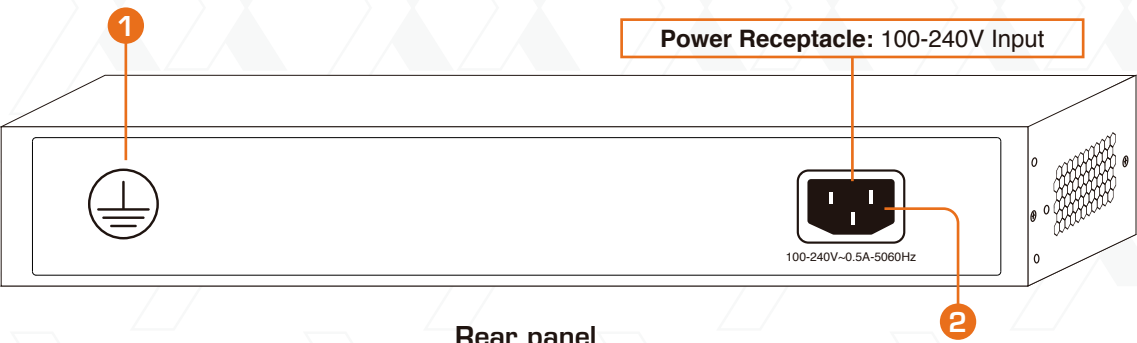 1
Power Receptacle: 100-240V Input
100-240V~0.5A-5060Hz
2
Rear panel